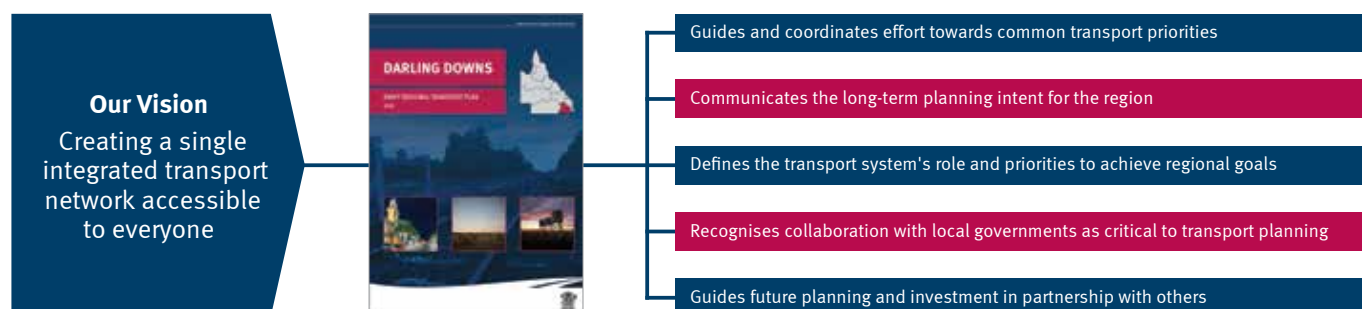 Our Vision
Creating a single
integrated transport
network accessible
to everyone
DARLING DOWNS
Guides and coordinates effort towards common transport priorities
Communicates the long-term planning intent for the region
Defines the transport system's role and priorities to achieve regional goals
Recognises collaboration with local governments as critical to transport planning
Guides future planning and investment in partnership with others